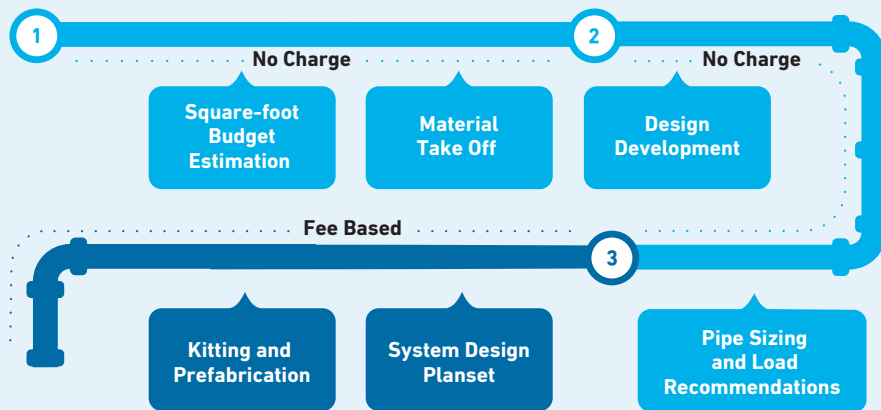 1
2
No Charge
No Charge
Square-foot
Budget
Estimation
Material
Take Off
Design
Development
Fee Based
3
Kitting and
Prefabrication
System Design
Planset
Pipe Sizing
and Load
Recommendations